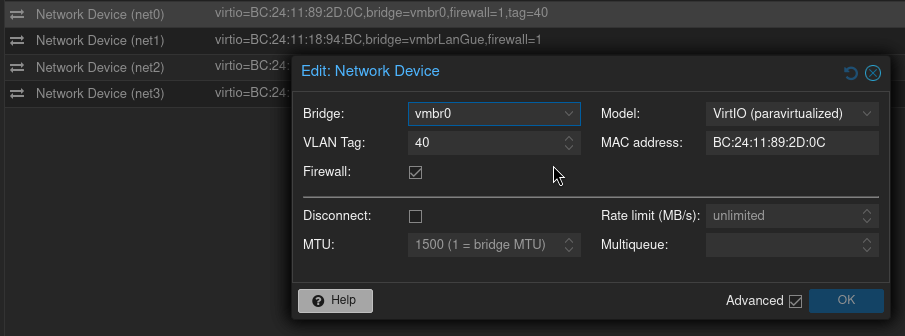 Network Device (net0) virtio=BC:24:11:89:2D:0C,bridge=vmbr0,firewall=1,tag=40
Network Device (net1) virtio=BC:24:11:18:94:BC,bridge=vmbrLanGue,firewall=1
Network Device (net2) virtio=BC:24:
Network Device (net3) virtio=BC:24:
Edit: Network Device
Bridge: vmbr0 Model: VirtIO (paravirtualized)
VLAN Tag: 40 MAC address: BC:24:11:89:2D:0C
Firewall:
Disconnect: Rate limit (MB/s): unlimited
MTU: 1500 (1 = bridge MTU) Multiqueue:
Help Advanced OK